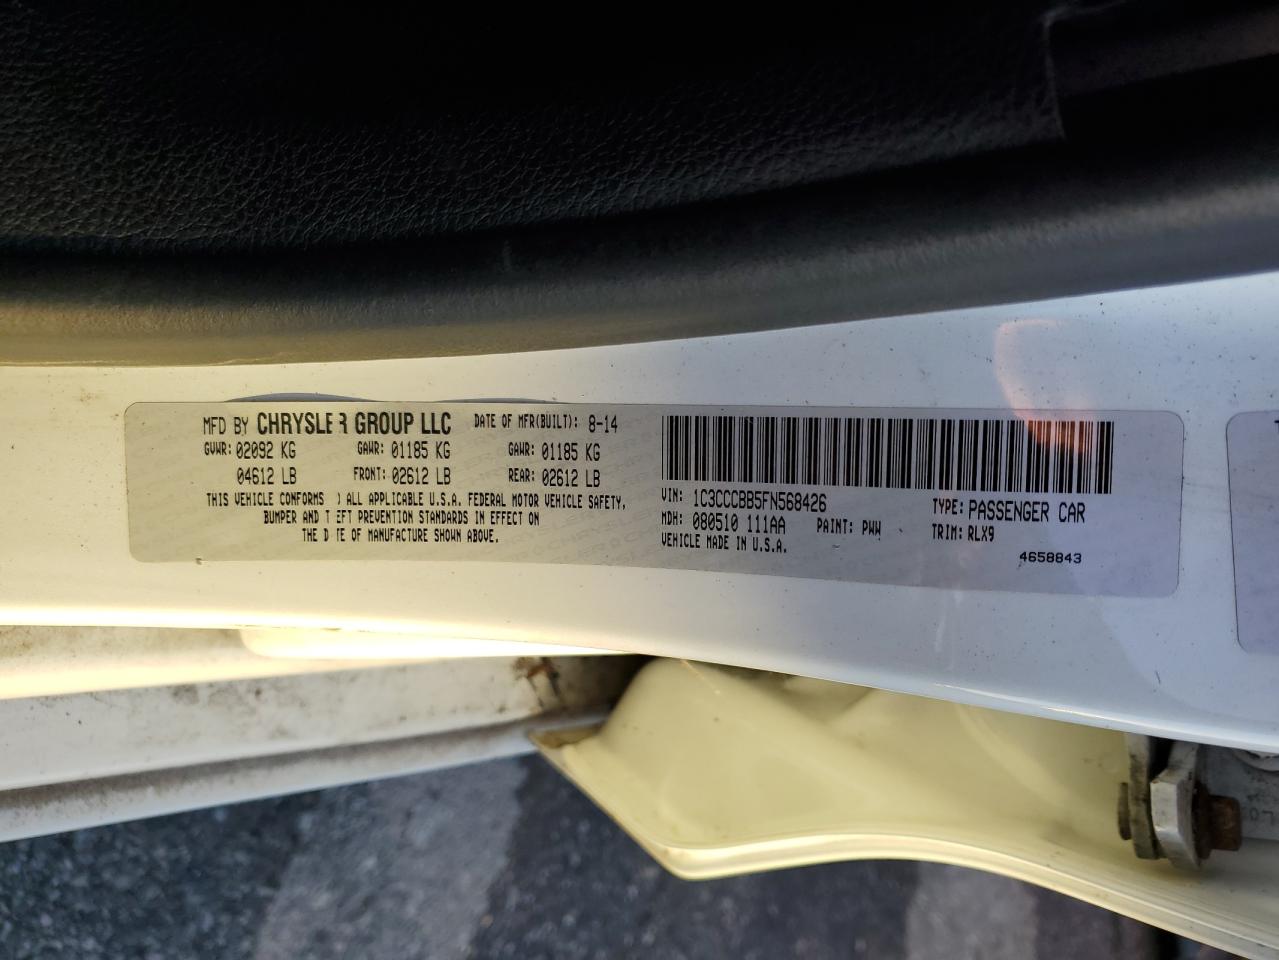 MFD BY CHRYSLER GROUP LLC DATE OF MFR(BUILT): 8-14
GVWR: 02092 KG GAWR: 01185 KG GAWR: 01185 KG
04612 LB FRONT: 02612 LB REAR: 02612 LB
THIS VEHICLE CONFORMS ) ALL APPLICABLE U.S.A. FEDERAL MOTOR VEHICLE SAFETY,
BUMPER AND T EFT PREVENTION STANDARDS IN EFFECT ON
THE D TE OF MANUFACTURE SHOWN ABOVE.
VIN: 1C3CCCBB5FN568426 TYPE: PASSENGER CAR
MDH: 080510 111AA PAINT: PWW TRIM: RLX9
VEHICLE MADE IN U.S.A.
4658843